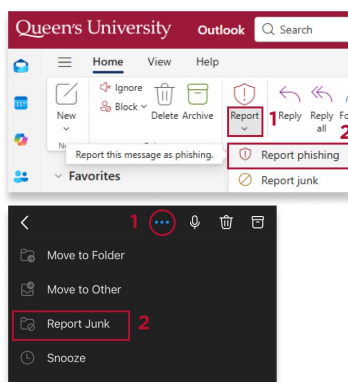 Queen's University Outlook Search
Home View Help
New
Ignore
Block
Delete Archive
Report
1
Reply Reply all
2
Report this message as phishing.
Report phishing
Favorites
Report junk
1
Move to Folder
Move to Other
Report Junk 2
Snooze